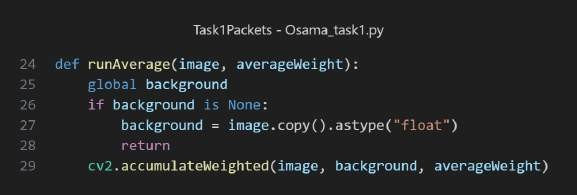 Task1Packets - Osama_task1.py
24 def runAverage(image, averageWeight):
25     global background
26     if background is None:
27         background = image.copy().astype("float")
28         return
29     cv2.accumulateWeighted(image, background, averageWeight)